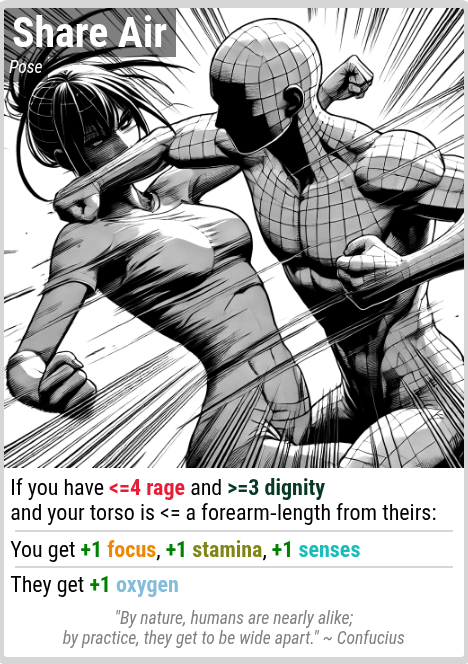 Share Air
Pose
If you have <=4 rage and >=3 dignity
and your torso is <= a forearm-length from theirs:
You get +1 focus, +1 stamina, +1 senses
They get +1 oxygen
"By nature, humans are nearly alike;
by practice, they get to be wide apart." ~ Confucius